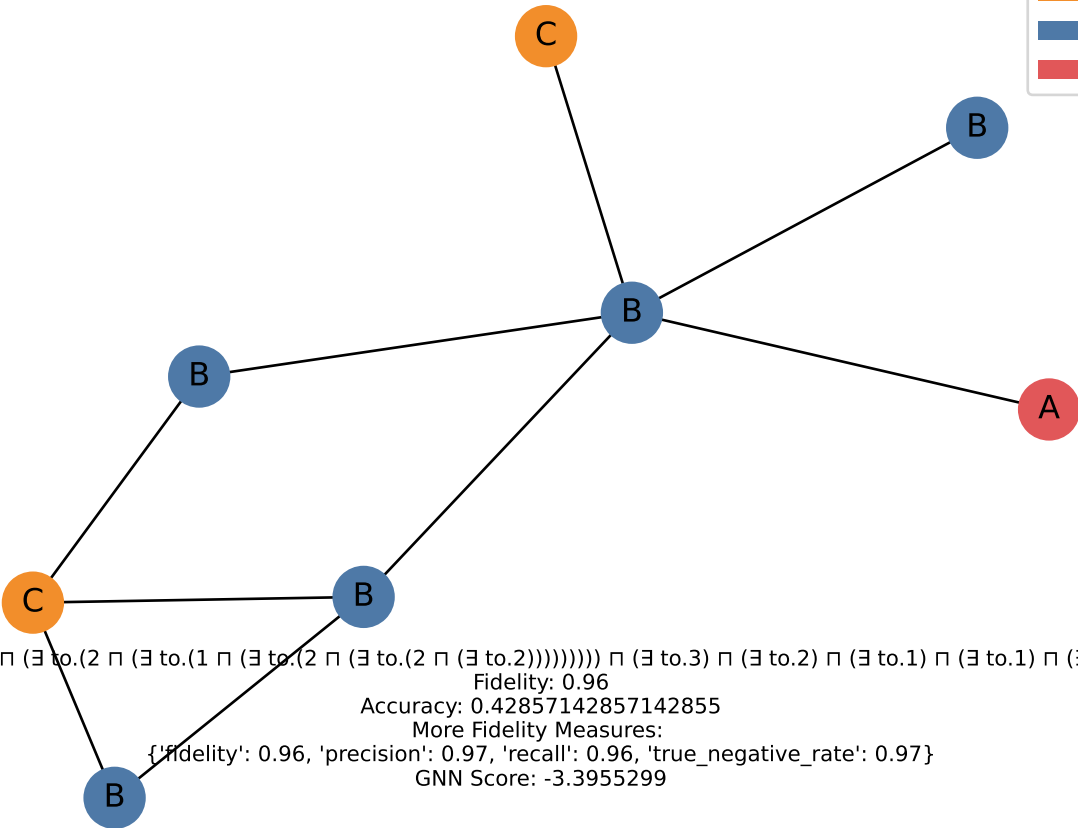 C
B
B
B
A
C
B
⊓ (∃ to.(2 ⊓ (∃ to.(1 ⊓ (∃ to.(2 ⊓ (∃ to.(2 ⊓ (∃ to.2))))))))) ⊓ (∃ to.3) ⊓ (∃ to.2) ⊓ (∃ to.1) ⊓ (∃ to.1) ⊓ (∃
Fidelity: 0.96
Accuracy: 0.42857142857142855
More Fidelity Measures:
{'fidelity': 0.96, 'precision': 0.97, 'recall': 0.96, 'true_negative_rate': 0.97}
GNN Score: -3.3955299
B